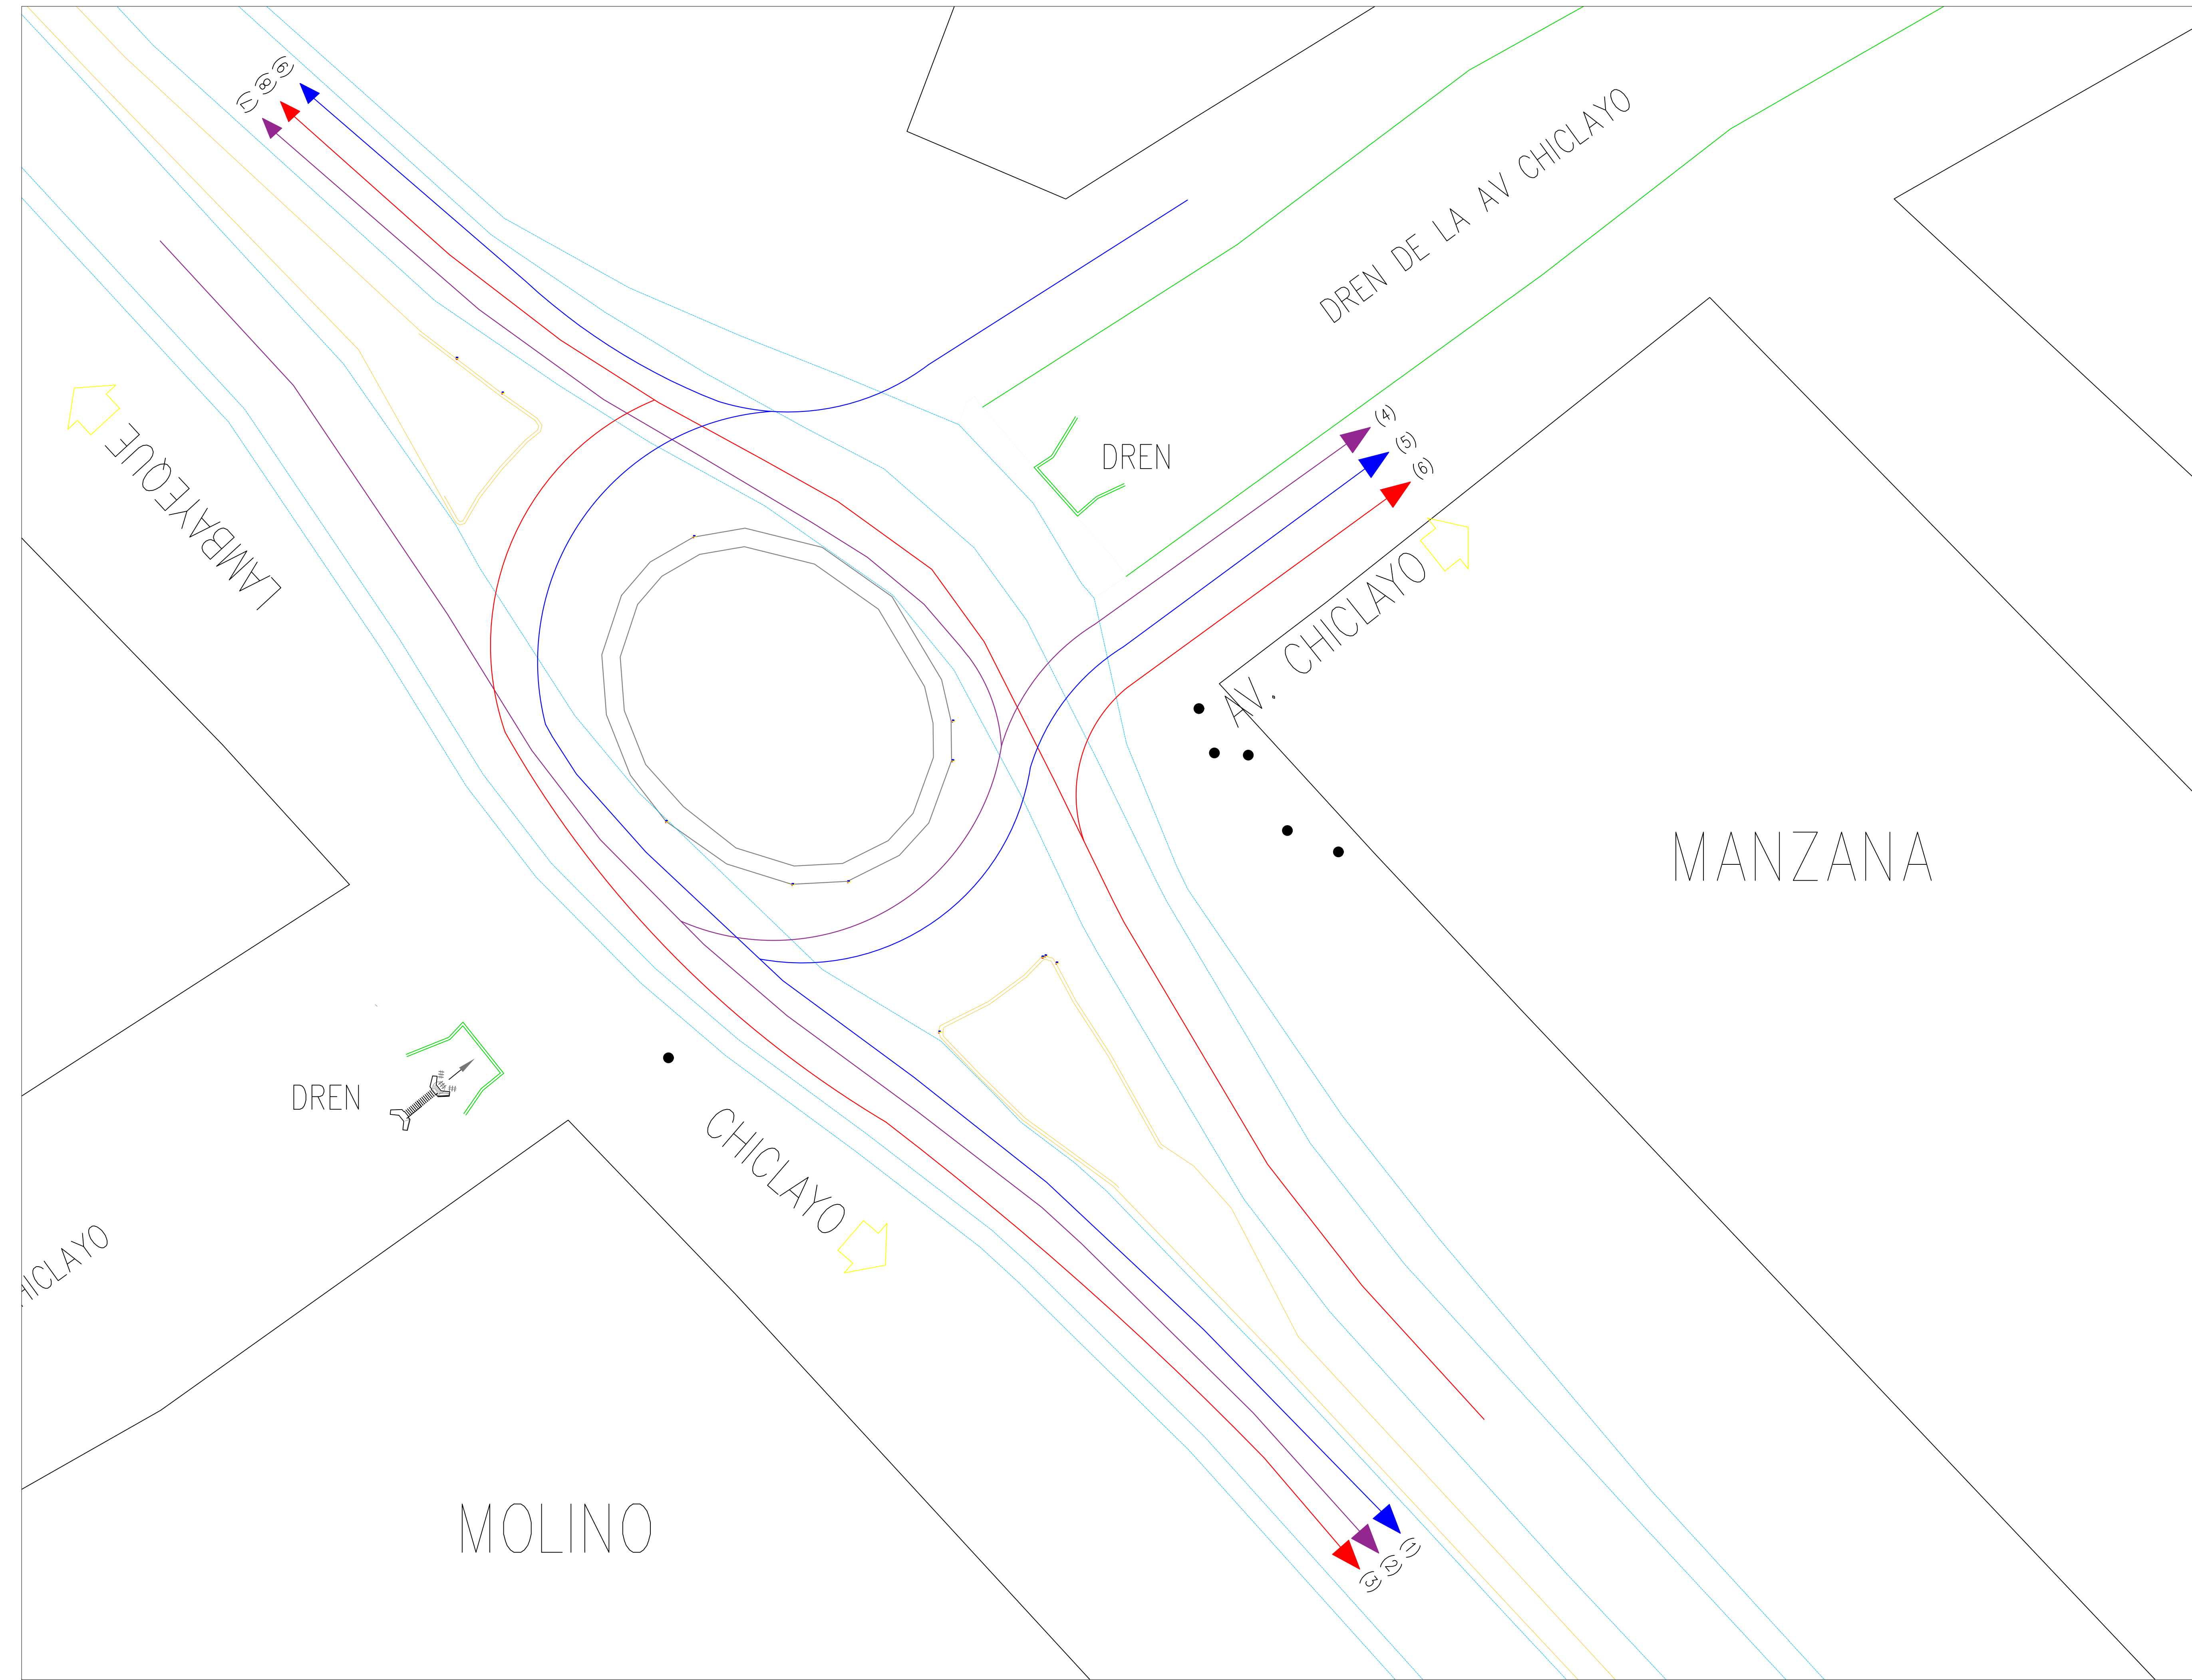 (9)
(8)
(7)
DREN DE LA AV CHICLAYO
LAMBAYEQUE
DREN
(4)
(5)
(6)
AV. CHICLAYO
MANZANA
DREN
CHICLAYO
HICLAYO
MOLINO
(1)
(2)
(3)